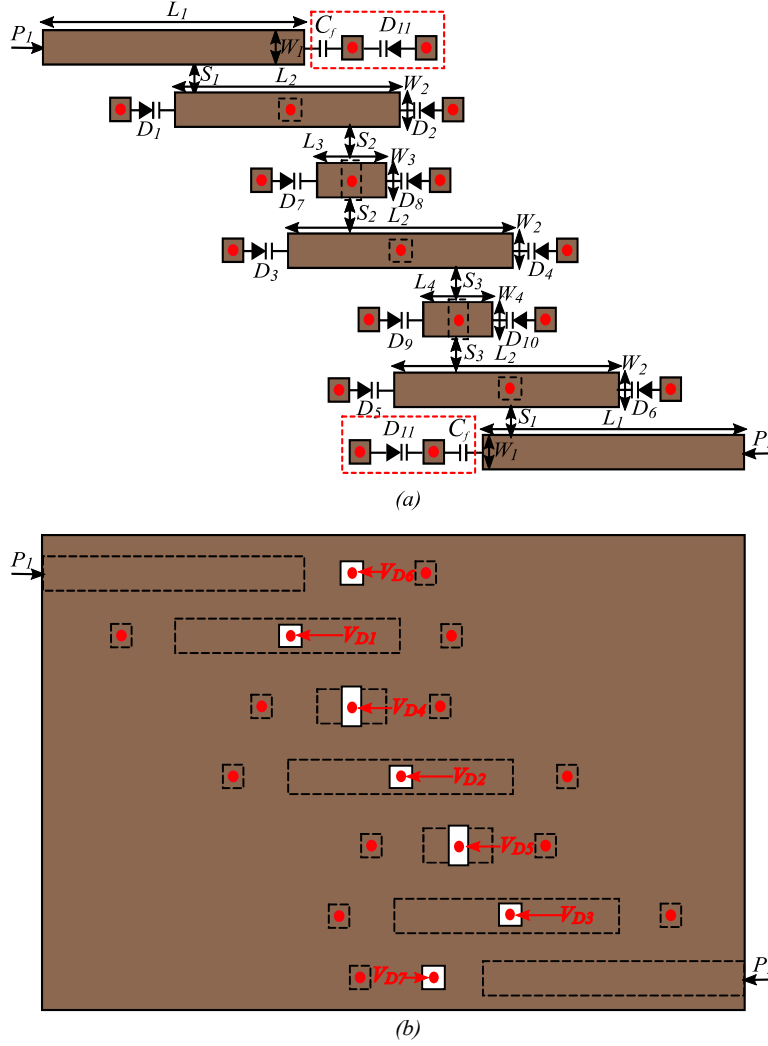 L1
P1 Cf D11
W1
S1 L2 W2
D1 D2
L3 S2 W3
D7 D8
S2 L2 W2
D3 D4
L4 S3 W4
D9 D10
S3 L2 W2
D5 D6
D11 Cf S1 L1
W1 P
(a)
P1 VD6
VD1
VD4
VD2
VD5
VD3
VD7 P
(b)